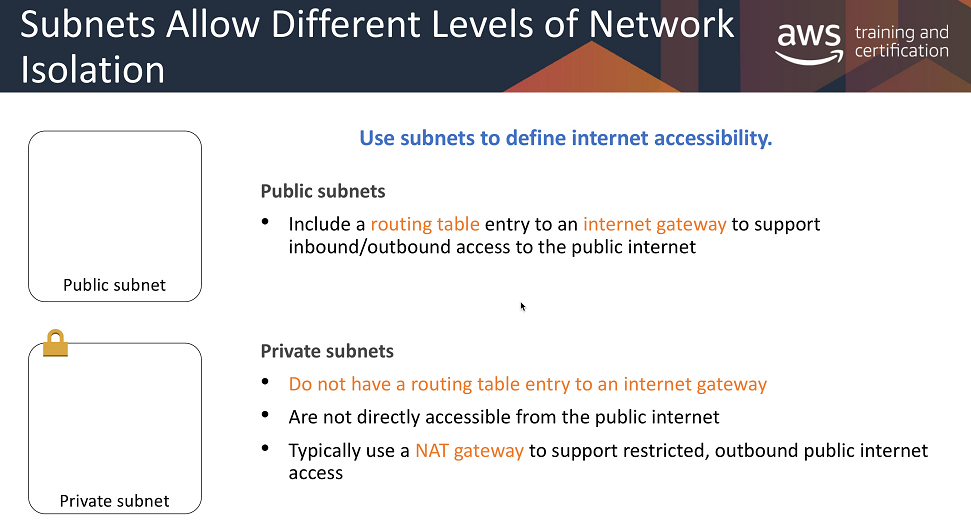 Subnets Allow Different Levels of Network
Isolation
aws training and
certification
Use subnets to define internet accessibility.
Public subnets
• Include a routing table entry to an internet gateway to support
inbound/outbound access to the public internet
Public subnet
Private subnets
• Do not have a routing table entry to an internet gateway
• Are not directly accessible from the public internet
• Typically use a NAT gateway to support restricted, outbound public internet
access
Private subnet